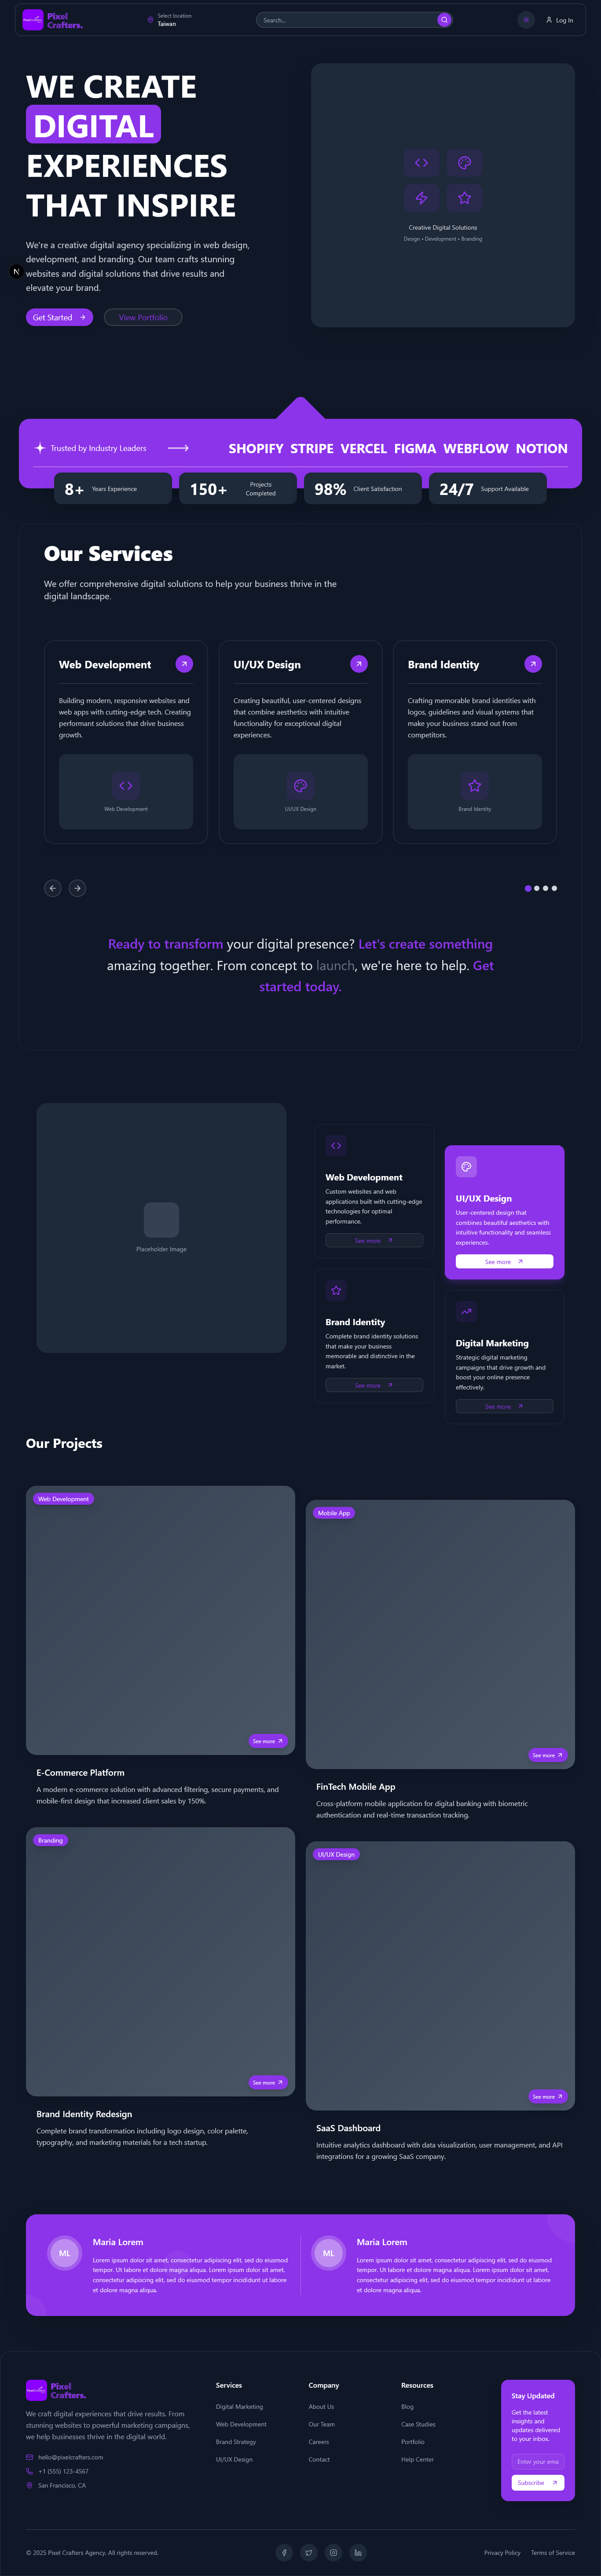 Pixel
Crafters.
Select location
Taiwan
Search...
Log In
WE CREATE
DIGITAL
EXPERIENCES
THAT INSPIRE
We're a creative digital agency specializing in web design,
development, and branding. Our team crafts stunning
websites and digital solutions that drive results and
elevate your brand.
N
Get Started
View Portfolio
Creative Digital Solutions
Design • Development • Branding
Trusted by Industry Leaders
SHOPIFY STRIPE VERCEL FIGMA WEBFLOW NOTION
8+ Years Experience
150+ Projects
Completed
98% Client Satisfaction
24/7 Support Available
Our Services
We offer comprehensive digital solutions to help your business thrive in the
digital landscape.
Web Development
Building modern, responsive websites and
web apps with cutting-edge tech. Creating
performant solutions that drive business
growth.
Web Development
UI/UX Design
Creating beautiful, user-centered designs
that combine aesthetics with intuitive
functionality for exceptional digital
experiences.
UI/UX Design
Brand Identity
Crafting memorable brand identities with
logos, guidelines and visual systems that
make your business stand out from
competitors.
Brand Identity
Ready to transform your digital presence? Let's create something
amazing together. From concept to launch, we're here to help. Get
started today.
Placeholder Image
Web Development
Custom websites and web
applications built with cutting-edge
technologies for optimal
performance.
See more
UI/UX Design
User-centered design that
combines beautiful aesthetics with
intuitive functionality and seamless
experiences.
See more
Brand Identity
Complete brand identity solutions
that make your business
memorable and distinctive in the
market.
See more
Digital Marketing
Strategic digital marketing
campaigns that drive growth and
boost your online presence
effectively.
See more
Our Projects
Web Development
See more
E-Commerce Platform
A modern e-commerce solution with advanced filtering, secure payments, and
mobile-first design that increased client sales by 150%.
Mobile App
See more
FinTech Mobile App
Cross-platform mobile application for digital banking with biometric
authentication and real-time transaction tracking.
Branding
See more
Brand Identity Redesign
Complete brand transformation including logo design, color palette,
typography, and marketing materials for a tech startup.
UI/UX Design
See more
SaaS Dashboard
Intuitive analytics dashboard with data visualization, user management, and API
integrations for a growing SaaS company.
ML
Maria Lorem
Lorem ipsum dolor sit amet, consectetur adipiscing elit, sed do eiusmod
tempor. Ut labore et dolore magna aliqua. Lorem ipsum dolor sit amet,
consectetur adipiscing elit, sed do eiusmod tempor incididunt ut labore
et dolore magna aliqua.
ML
Maria Lorem
Lorem ipsum dolor sit amet, consectetur adipiscing elit, sed do eiusmod
tempor. Ut labore et dolore magna aliqua. Lorem ipsum dolor sit amet,
consectetur adipiscing elit, sed do eiusmod tempor incididunt ut labore
et dolore magna aliqua.
Pixel
Crafters.
We craft digital experiences that drive results. From
stunning websites to powerful marketing campaigns,
we help businesses thrive in the digital world.
hello@pixelcrafters.com
+1 (555) 123-4567
San Francisco, CA
Services
Digital Marketing
Web Development
Brand Strategy
UI/UX Design
Company
About Us
Our Team
Careers
Contact
Resources
Blog
Case Studies
Portfolio
Help Center
Stay Updated
Get the latest
insights and
updates delivered
to your inbox.
Enter your ema
Subscribe
© 2025 Pixel Crafters Agency. All rights reserved.
Privacy Policy
Terms of Service